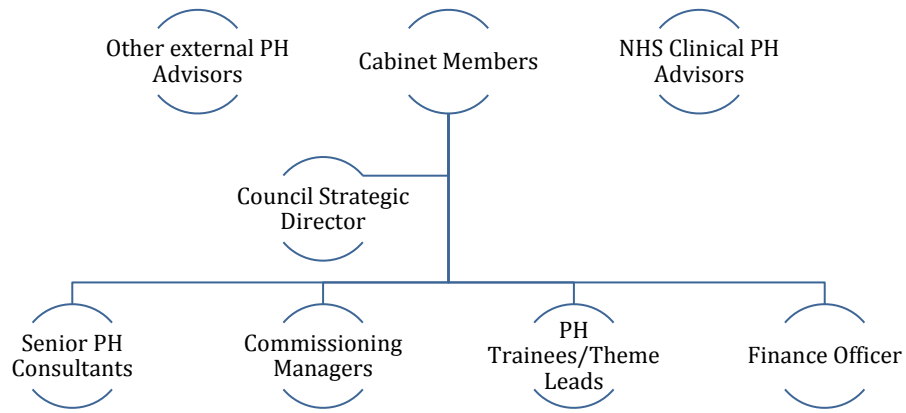 Other external PH
Advisors
Cabinet Members
NHS Clinical PH
Advisors
Council Strategic
Director
Senior PH
Consultants
Commissioning
Managers
PH
Trainees/Theme
Leads
Finance Officer